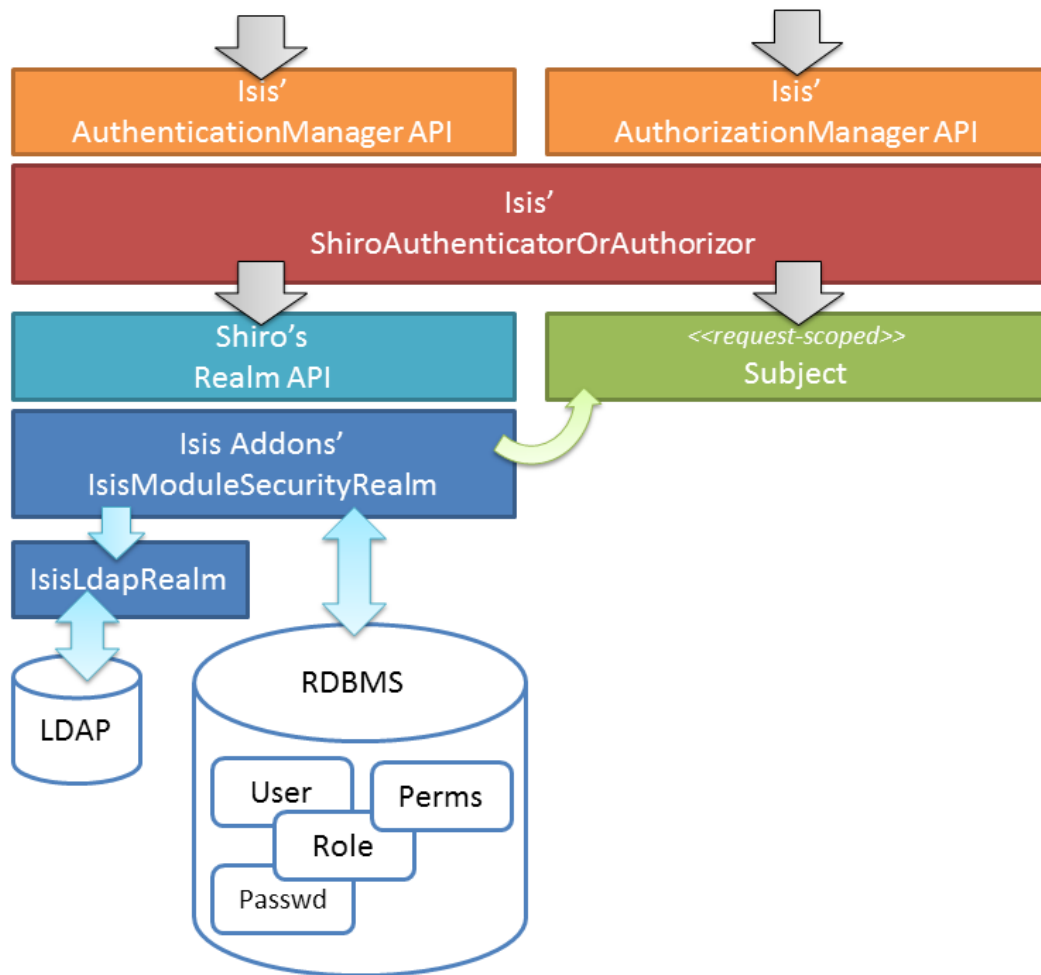 Isis’
AuthenticationManager API
Isis’
AuthorizationManager API
Isis’
ShiroAuthenticatorOrAuthorizor
Shiro’s
Realm API
<<request-scoped>>
Subject
Isis Addons’
IsisModuleSecurityRealm
IsisLdapRealm
LDAP
RDBMS
User
Perms
Role
Passwd